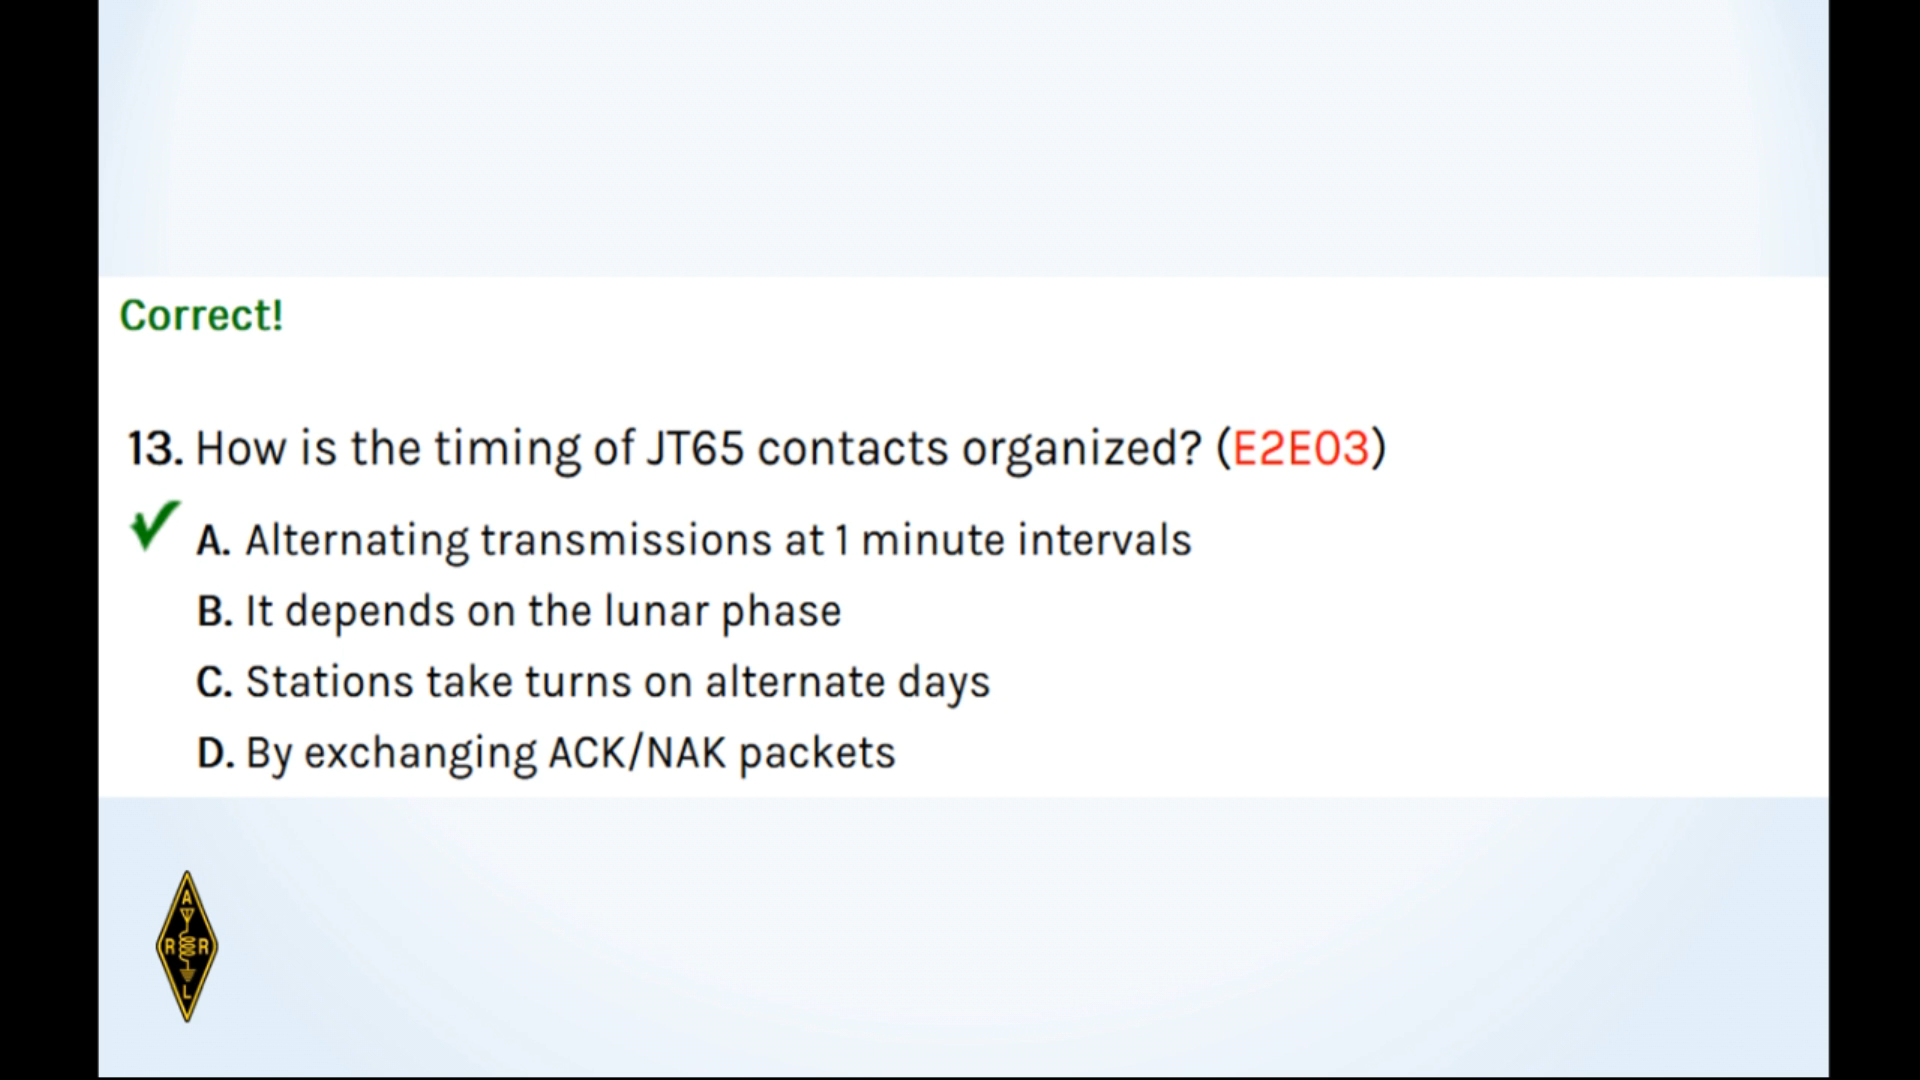 Correct!
13. How is the timing of JT65 contacts organized? (E2E03)
A. Alternating transmissions at 1 minute intervals
B. It depends on the lunar phase
C. Stations take turns on alternate days
D. By exchanging ACK/NAK packets
A
R R
L